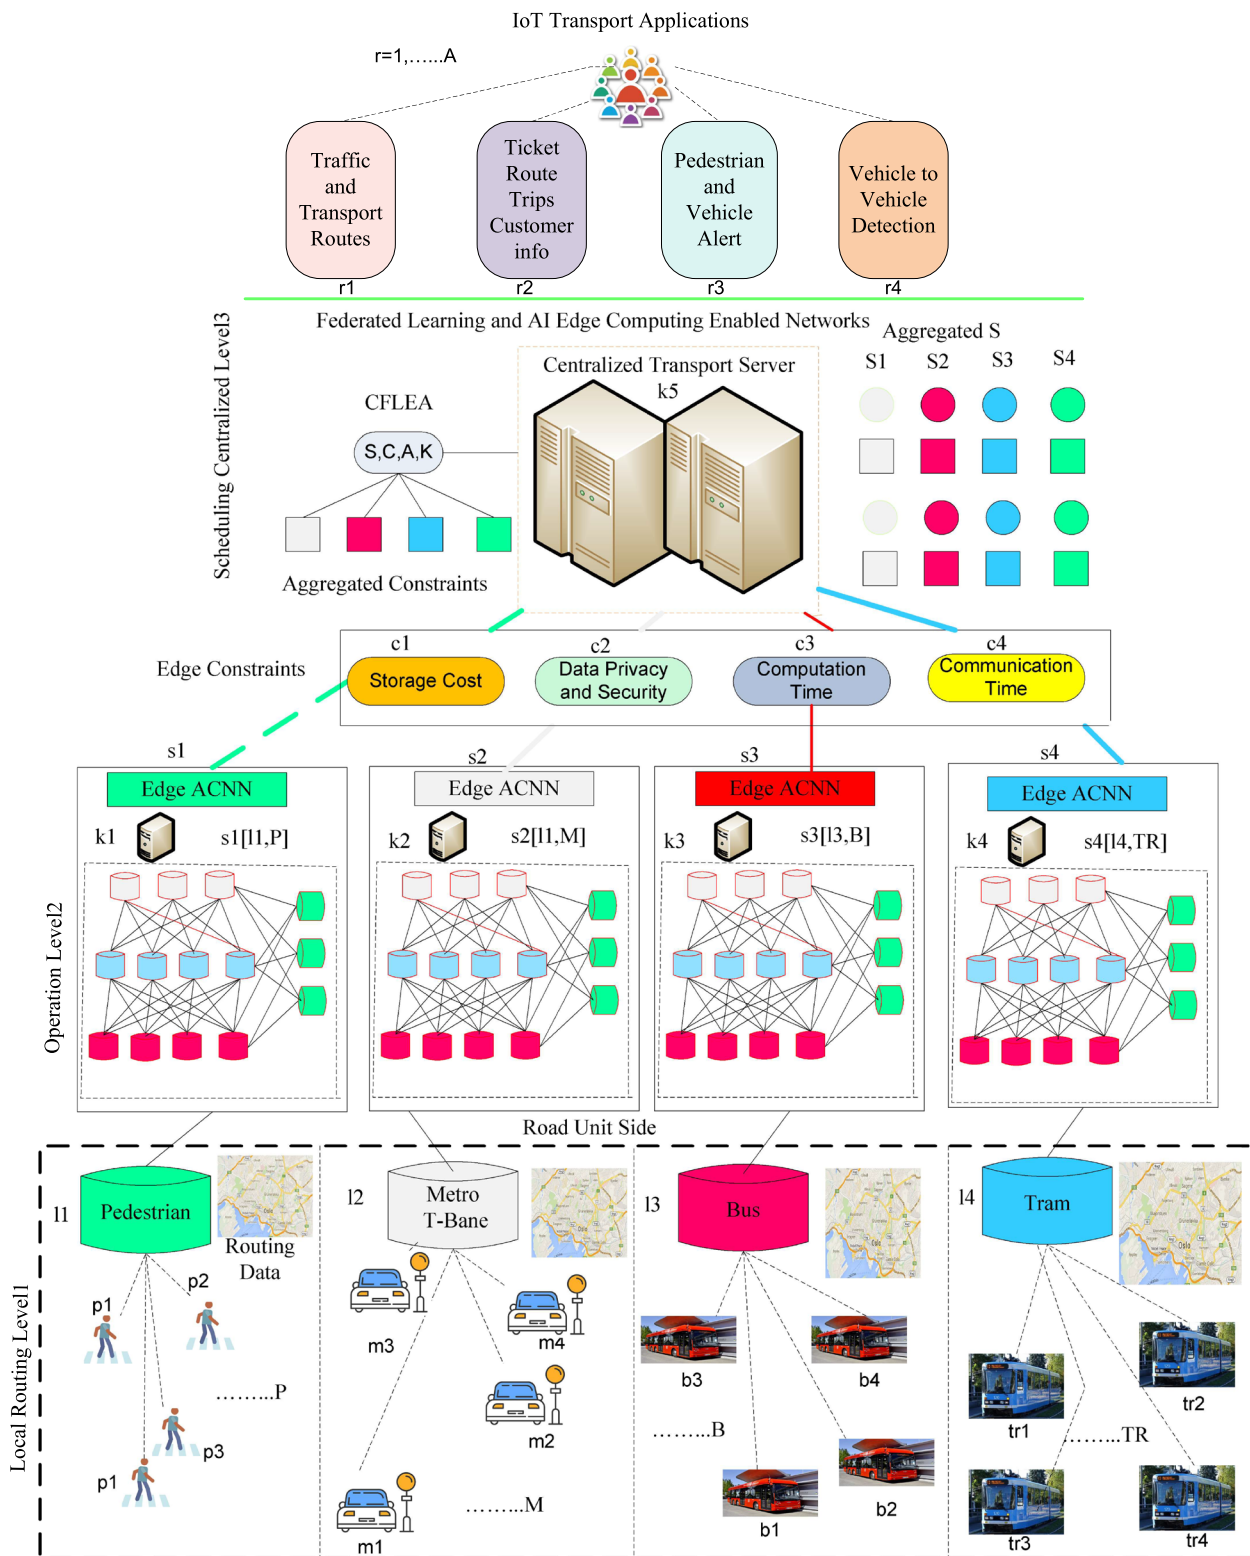 IoT Transport Applications
r=1,......A
Traffic
and
Transport
Routes
Ticket
Route
Trips
Customer
info
Pedestrian
and
Vehicle
Alert
Vehicle to
Vehicle
Detection
r1
r2
r3
r4
Scheduling Centralized Level3
Federated Learning and AI Edge Computing Enabled Networks
Aggregated S
S1
S2
S3
S4
Centralized Transport Server
k5
CFLEA
S,C,A,K
Aggregated Constraints
Edge Constraints
c1
c2
c3
c4
Storage Cost
Data Privacy
and Security
Computation
Time
Communication
Time
Operation Level2
s1
s2
s3
s4
Edge ACNN
Edge ACNN
Edge ACNN
Edge ACNN
k1
s1[l1,P]
k2
s2[l1,M]
k3
s3[l3,B]
k4
s4[l4,TR]
Road Unit Side
Local Routing Level1
l1
Pedestrian
Routing
Data
p1
p2
.........P
p3
p1
l2
Metro
T-Bane
m3
m4
m2
.........M
m1
l3
Bus
b3
b4
.........B
b2
b1
l4
Tram
tr1
tr2
.........TR
tr3
tr4